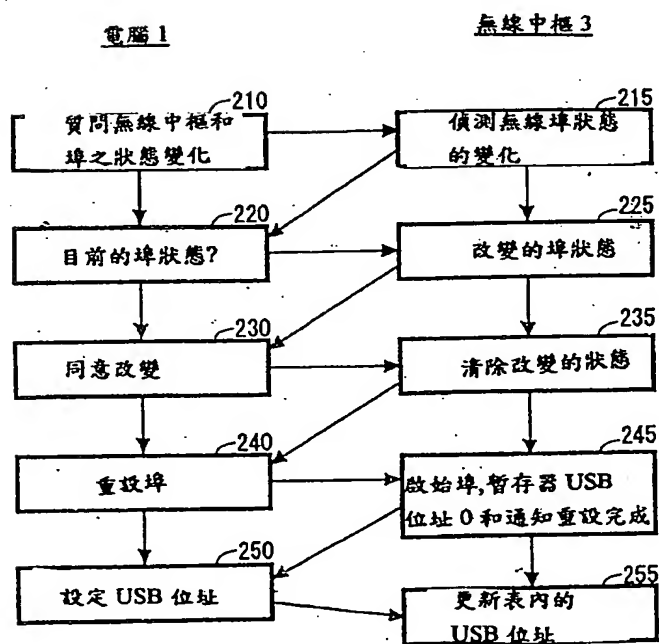 電腦 1
無線中樞 3
210
質問無線中樞和
埠之狀態變化
215
偵測無線埠狀態
的變化
220
目前的埠狀態?
225
改變的埠狀態
230
同意改變
235
清除改變的狀態
240
重設埠
245
啟始埠,暫存器 USB
位址 0 和通知重設完成
250
設定 USB 位址
255
更新表內的
USB 位址